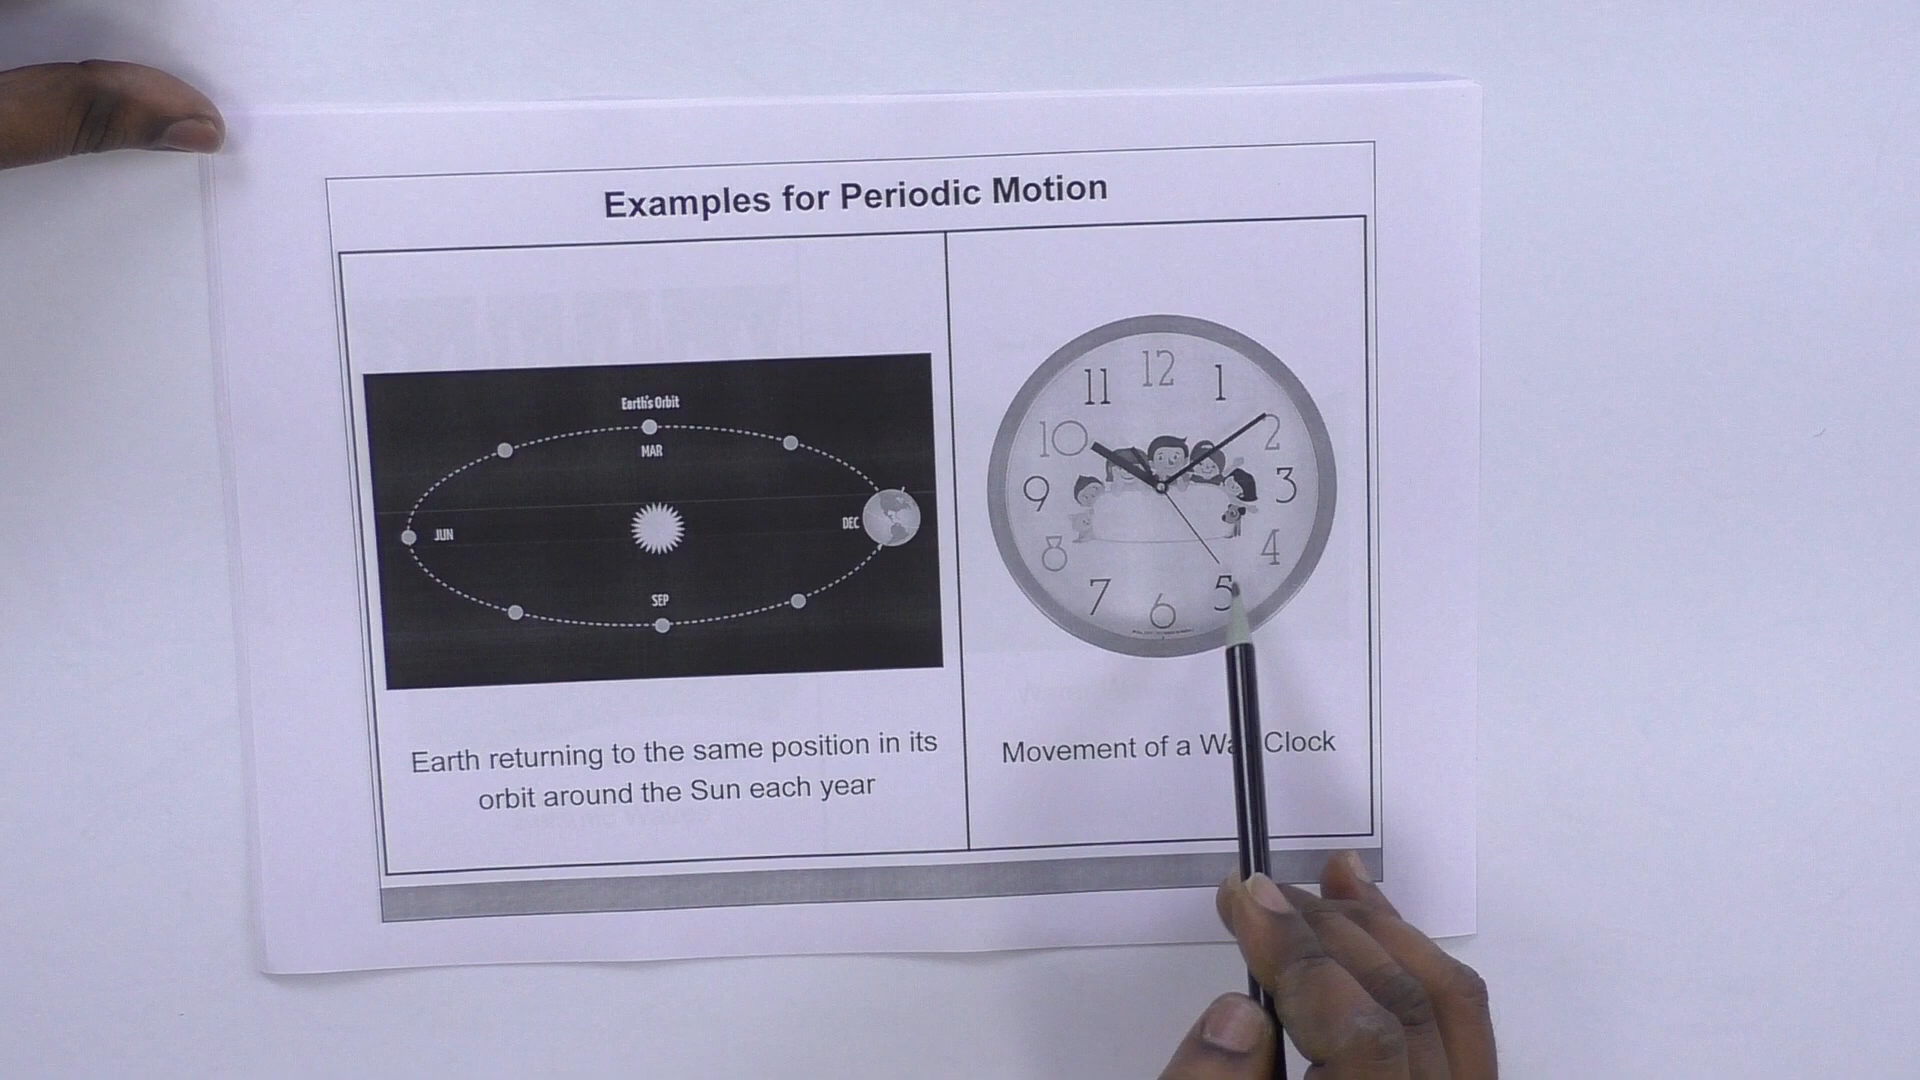 Examples for Periodic Motion
Earth's Orbit
MAR
JUN
DEC
SEP
Earth returning to the same position in its
orbit around the Sun each year
12
1
2
3
4
5
6
7
8
9
10
11
Movement of a Wall Clock